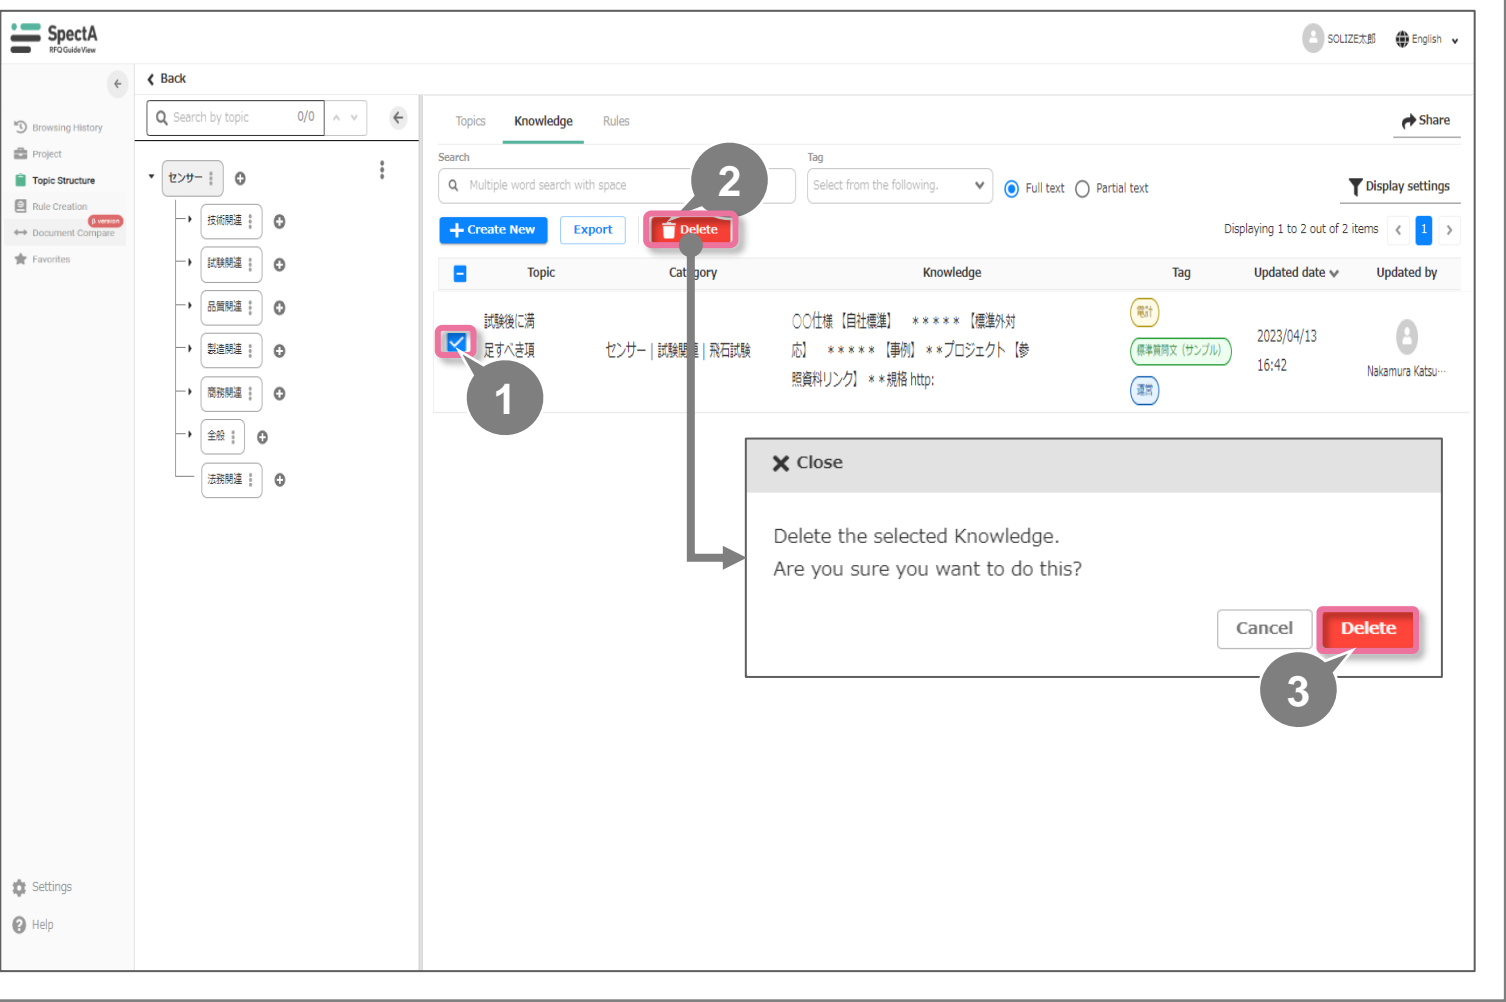 SpectA
RFQ GuideView
SOLIZE太郎
English
Back
Browsing History
Project
Topic Structure
Rule Creation
β version
Document Compare
Favorites
Settings
Help
Search by topic
0/0
センサー
技術関連
試験関連
品質関連
製造関連
商務関連
全般
法務関連
Topics
Knowledge
Rules
Share
Search
Tag
Multiple word search with space
Select from the following.
Full text
Partial text
Display settings
2
+ Create New
Export
Delete
Displaying 1 to 2 out of 2 items
< 1 >
Topic
Category
Knowledge
Tag
Updated date
Updated by
試験後に満
足すべき項
センサー | 試験関連 | 飛石試験
〇〇仕様 【自社標準】 ＊＊＊＊＊ 【標準外対
応】 ＊＊＊＊＊ 【事例】 ＊＊プロジェクト 【参
照資料リンク】 ＊＊規格 http:
電計
標準質問文 (サンプル)
運営
2023/04/13
16:42
Nakamura Katsu…
1
Close
Delete the selected Knowledge.
Are you sure you want to do this?
Cancel
Delete
3